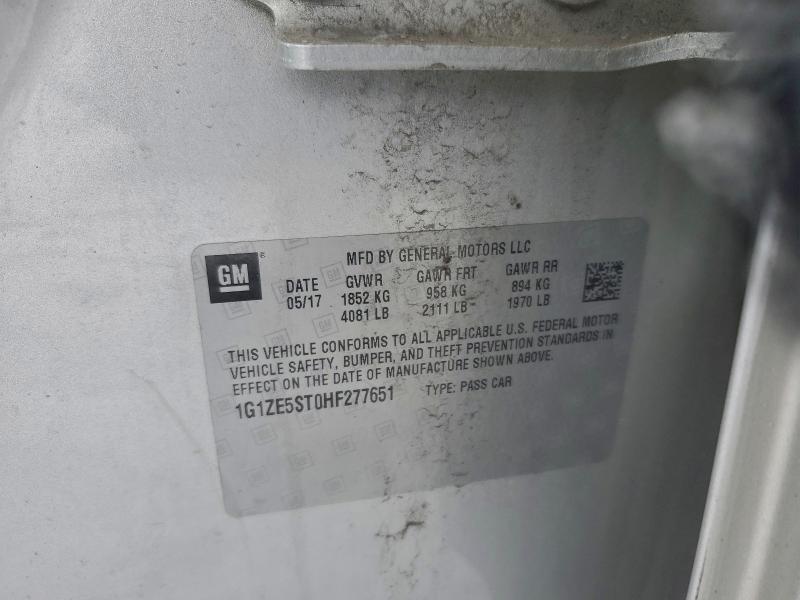 GM ®
MFD BY GENERAL MOTORS LLC
DATE GVWR GAWR FRT GAWR RR
05/17 1852 KG 958 KG 894 KG
4081 LB 2111 LB 1970 LB
THIS VEHICLE CONFORMS TO ALL APPLICABLE U.S. FEDERAL MOTOR
VEHICLE SAFETY, BUMPER, AND THEFT PREVENTION STANDARDS IN
EFFECT ON THE DATE OF MANUFACTURE SHOWN ABOVE.
1G1ZE5ST0HF277651 TYPE: PASS CAR